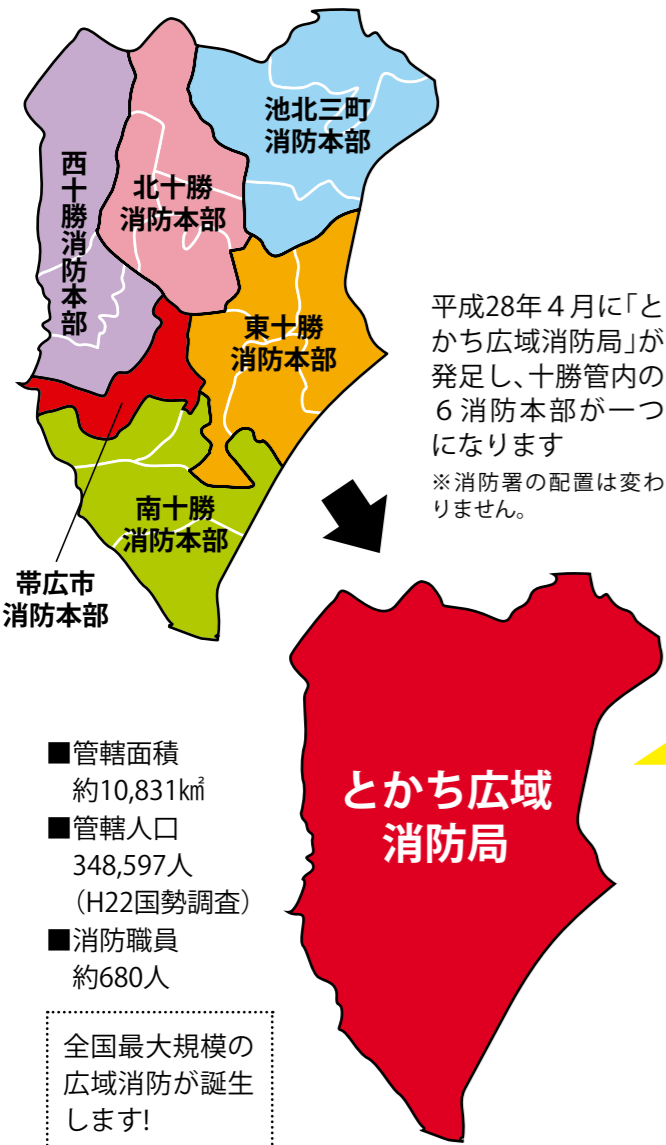 池北三町
消防本部
西十勝消防本部
北十勝
消防本部
東十勝
消防本部
南十勝
消防本部
帯広市
消防本部
平成28年４月に「と
かち広域消防局」が
発足し、十勝管内の
６消防本部が一つ
になります
※消防署の配置は変わ
りません。
とかち広域
消防局
■管轄面積
約10,831㎢
■管轄人口
348,597人
（H22国勢調査）
■消防職員
約680人
全国最大規模の
広域消防が誕生
します!